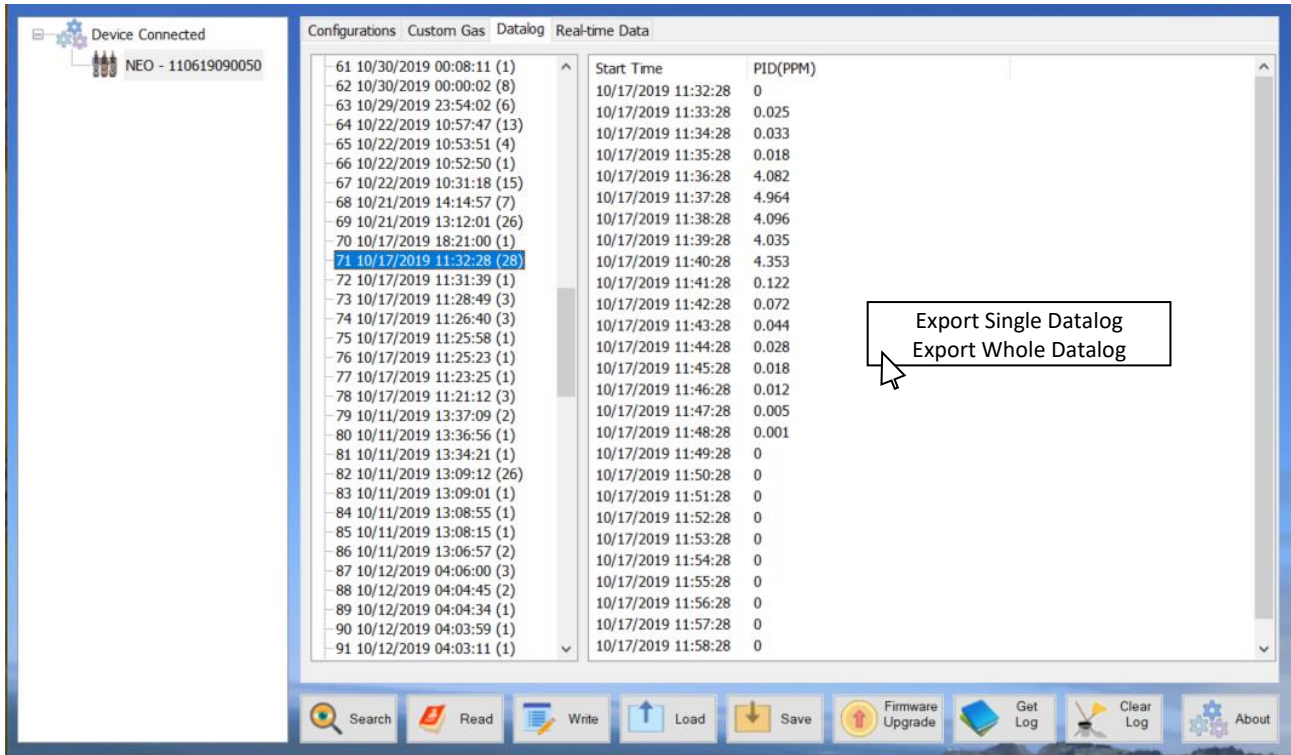 Device Connected
NEO - 110619090050
Configurations Custom Gas Datalog Real-time Data
61 10/30/2019 00:08:11 (1)
62 10/30/2019 00:00:02 (8)
63 10/29/2019 23:54:02 (6)
64 10/22/2019 10:57:47 (13)
65 10/22/2019 10:53:51 (4)
66 10/22/2019 10:52:50 (1)
67 10/22/2019 10:31:18 (15)
68 10/21/2019 14:14:57 (7)
69 10/21/2019 13:12:01 (26)
70 10/17/2019 18:21:00 (1)
71 10/17/2019 11:32:28 (28)
72 10/17/2019 11:31:39 (1)
73 10/17/2019 11:28:49 (3)
74 10/17/2019 11:26:40 (3)
75 10/17/2019 11:25:58 (1)
76 10/17/2019 11:25:23 (1)
77 10/17/2019 11:23:25 (1)
78 10/17/2019 11:21:12 (3)
79 10/11/2019 13:37:09 (2)
80 10/11/2019 13:36:56 (1)
81 10/11/2019 13:34:21 (1)
82 10/11/2019 13:09:12 (26)
83 10/11/2019 13:09:01 (1)
84 10/11/2019 13:08:55 (1)
85 10/11/2019 13:08:15 (1)
86 10/11/2019 13:06:57 (2)
87 10/12/2019 04:06:00 (3)
88 10/12/2019 04:04:45 (2)
89 10/12/2019 04:04:34 (1)
90 10/12/2019 04:03:59 (1)
91 10/12/2019 04:03:11 (1)
Start Time PID(PPM)
10/17/2019 11:32:28 0
10/17/2019 11:33:28 0.025
10/17/2019 11:34:28 0.033
10/17/2019 11:35:28 0.018
10/17/2019 11:36:28 4.082
10/17/2019 11:37:28 4.964
10/17/2019 11:38:28 4.096
10/17/2019 11:39:28 4.035
10/17/2019 11:40:28 4.353
10/17/2019 11:41:28 0.122
10/17/2019 11:42:28 0.072
10/17/2019 11:43:28 0.044
10/17/2019 11:44:28 0.028
10/17/2019 11:45:28 0.018
10/17/2019 11:46:28 0.012
10/17/2019 11:47:28 0.005
10/17/2019 11:48:28 0.001
10/17/2019 11:49:28 0
10/17/2019 11:50:28 0
10/17/2019 11:51:28 0
10/17/2019 11:52:28 0
10/17/2019 11:53:28 0
10/17/2019 11:54:28 0
10/17/2019 11:55:28 0
10/17/2019 11:56:28 0
10/17/2019 11:57:28 0
10/17/2019 11:58:28 0
Export Single Datalog
Export Whole Datalog
Search
Read
Write
Load
Save
Firmware
Upgrade
Get
Log
Clear
Log
About